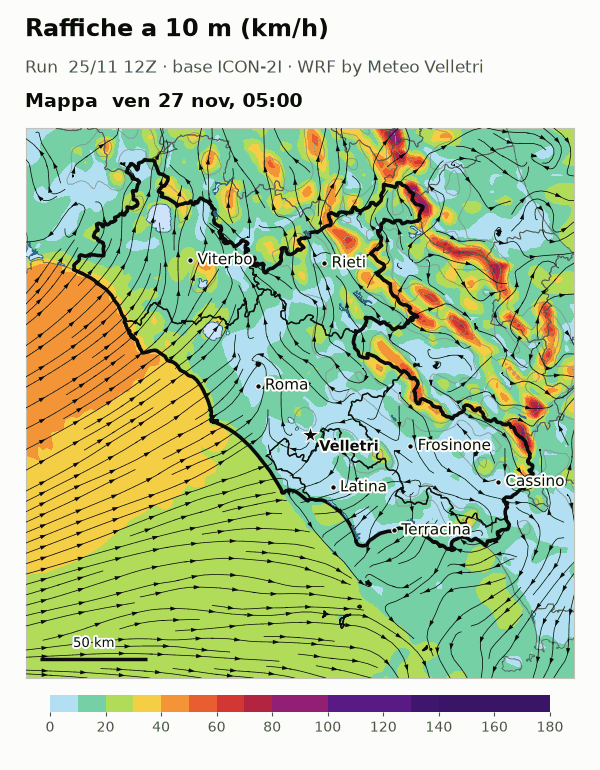 Raffiche a 10 m (km/h)
Run 25/11 12Z · base ICON-2I · WRF by Meteo Velletri
Mappa ven 27 nov, 05:00
Viterbo
Rieti
Roma
Velletri
Frosinone
Cassino
Latina
Terracina
50 km
0 20 40 60 80 100 120 140 160 180